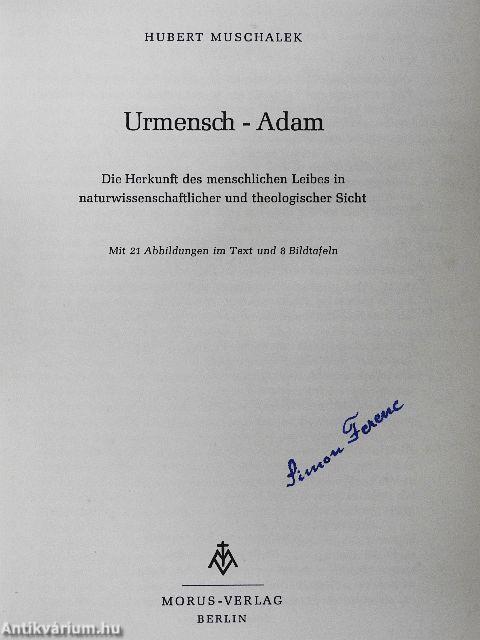 HUBERT MUSCHALEK
Urmensch - Adam
Die Herkunft des menschlichen Leibes in
naturwissenschaftlicher und theologischer Sicht
Mit 21 Abbildungen im Text und 8 Bildtafeln
Simon Ferenc
MORUS-VERLAG
BERLIN
Antikvárium.hu